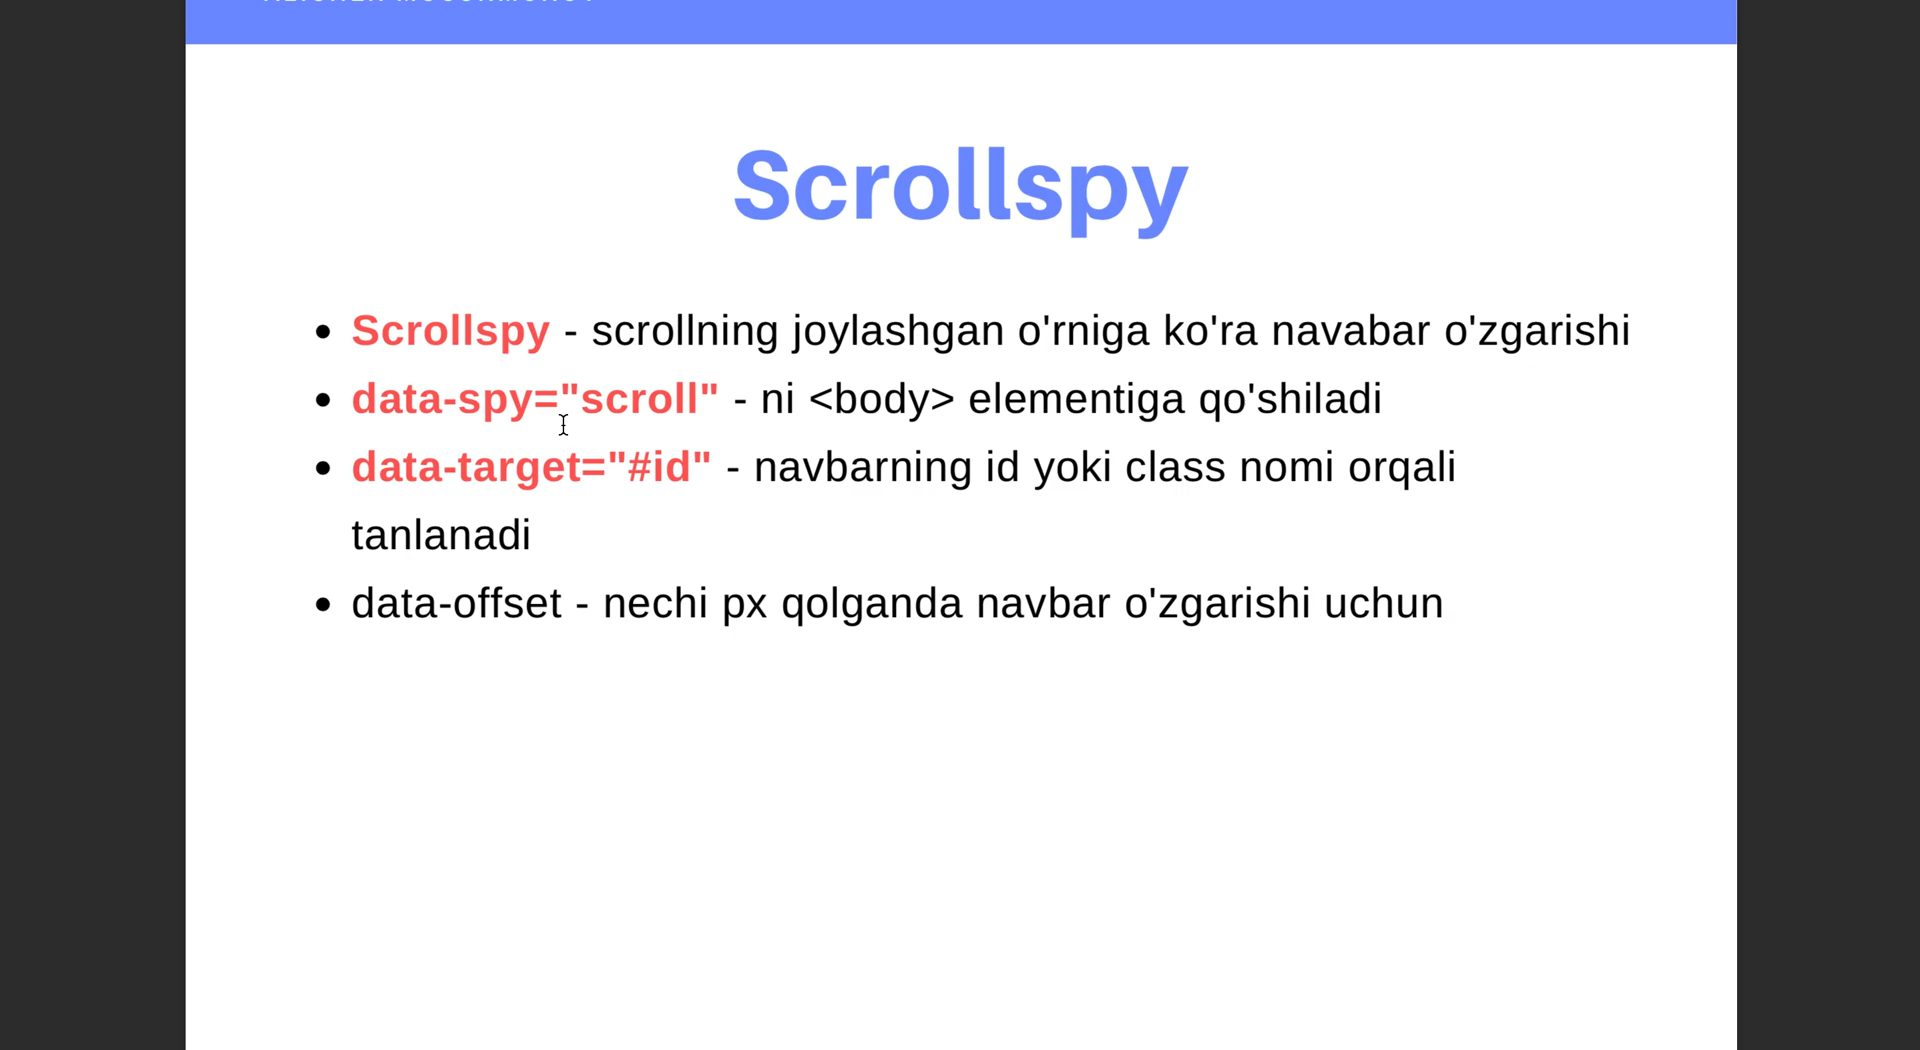 Scrollspy
• Scrollspy - scrollning joylashgan o'rniga ko'ra navabar o'zgarishi
• data-spy="scroll" - ni <body> elementiga qo'shiladi
• data-target="#id" - navbarning id yoki class nomi orqali
tanlanadi
• data-offset - nechi px qolganda navbar o'zgarishi uchun